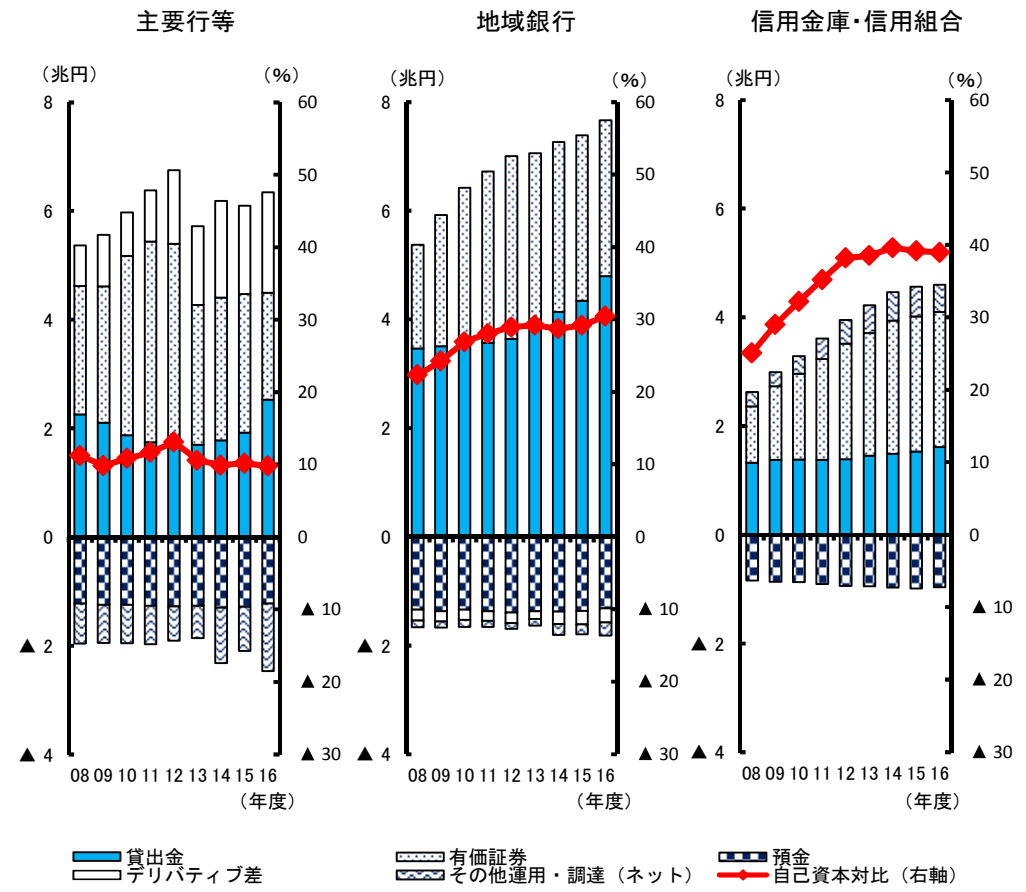 主要行等 地域銀行 信用金庫・信用組合
（兆円） （%） （兆円） （%） （兆円） （%）
8 60 8 60 8 60
50 50 50
6 6 6
40 40 40
4 30 4 30 4 30
20 20 20
2 2 2
10 10 10
0 0 0 0 0 0
▲ 10 ▲ 10 ▲ 10
▲ 2 ▲ 2 ▲ 2
▲ 20 ▲ 20 ▲ 20
▲ 4 ▲ 30 ▲ 4 ▲ 30 ▲ 4 ▲ 30
08 09 10 11 12 13 14 15 16 08 09 10 11 12 13 14 15 16 08 09 10 11 12 13 14 15 16
（年度） （年度） （年度）
貸出金 有価証券 預金
デリバティブ差 その他運用・調達（ネット） 自己資本対比（右軸）